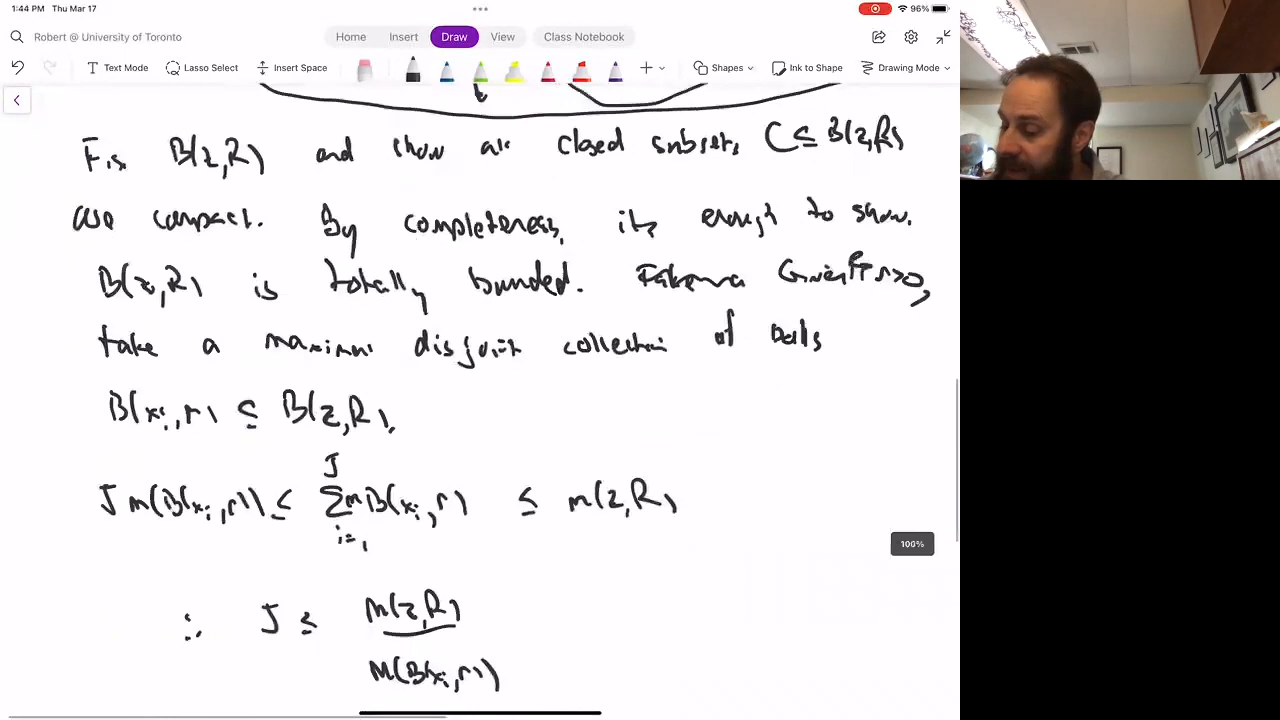 1:44 PM Thu Mar 17
96%
Robert @ University of Toronto
Home Insert Draw View Class Notebook
Text Mode Lasso Select Insert Space Shapes Ink to Shape Drawing Mode
Fix B(z,R) and show all closed subsets C ⊆ B(z,R)
are compact. By completeness, its enough to show
B(z,R) is totally bounded. Given r>0,
take a maximal disjoint collection of balls
B(xᵢ,r) ⊆ B(z,R).
J m(B(xᵢ,r)) ≤ ∑ᵢ₌₁ᴶ m B(xᵢ,r) ≤ m(z,R)
100%
∴ J ≤ m(z,R)
m(B(xᵢ,r))